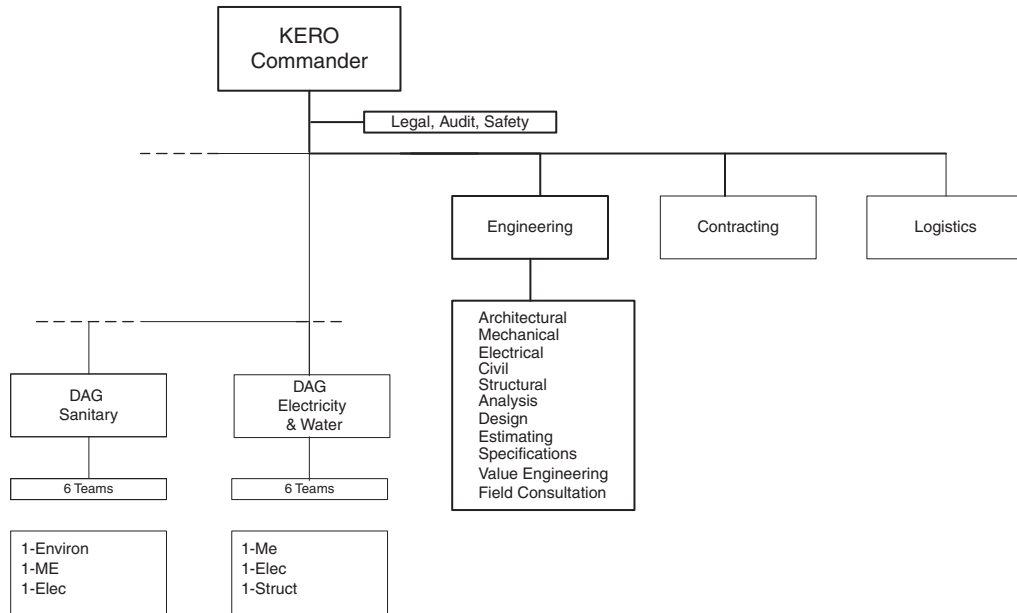 KERO
Commander
Legal, Audit, Safety
Engineering
Contracting
Logistics
Architectural
Mechanical
Electrical
Civil
Structural
Analysis
Design
Estimating
Specifications
Value Engineering
Field Consultation
DAG
Sanitary
DAG
Electricity
& Water
6 Teams
6 Teams
1-Environ
1-ME
1-Elec
1-Me
1-Elec
1-Struct